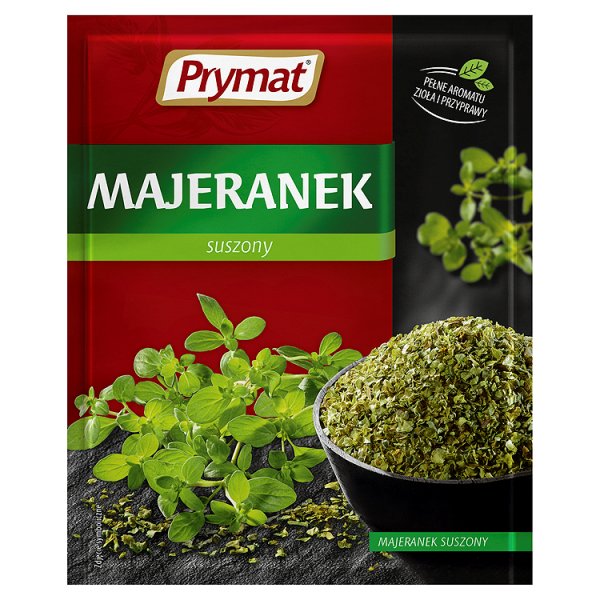 Prymat®
PEŁNE AROMATU
ZIOŁA I PRZYPRAWY
MAJERANEK
suszony
MAJERANEK SUSZONY